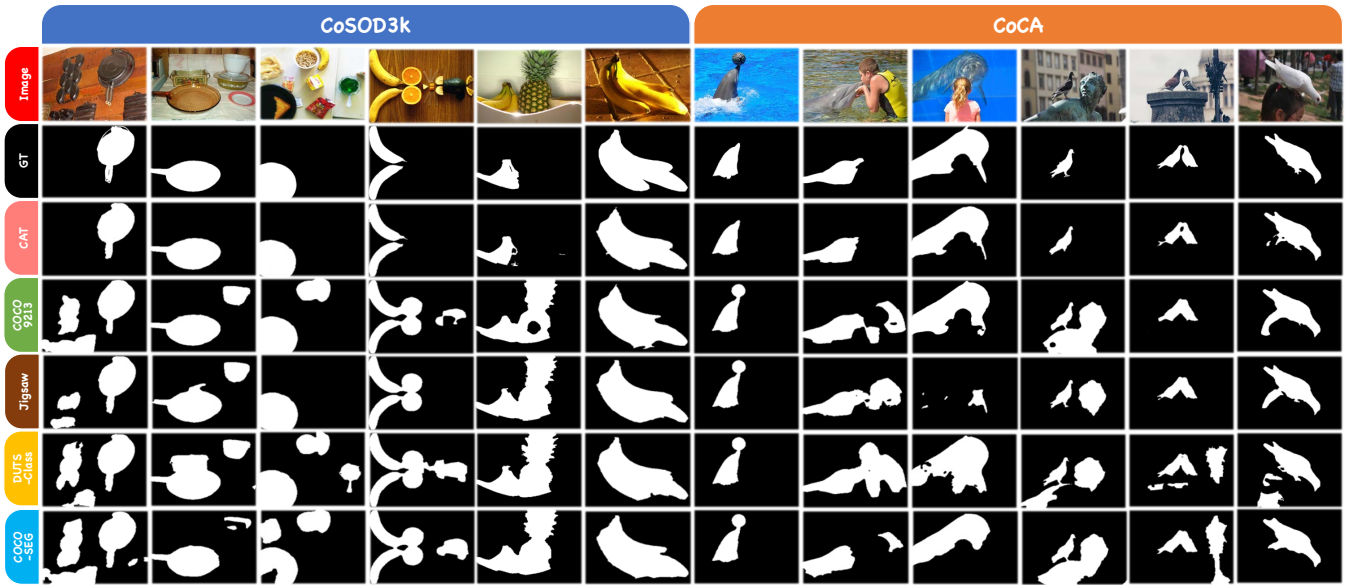 CoSOD3k
CoCA
Image
GT
CAT
COCO
9213
Jigsaw
DUTS
-Class
COCO
-SEG